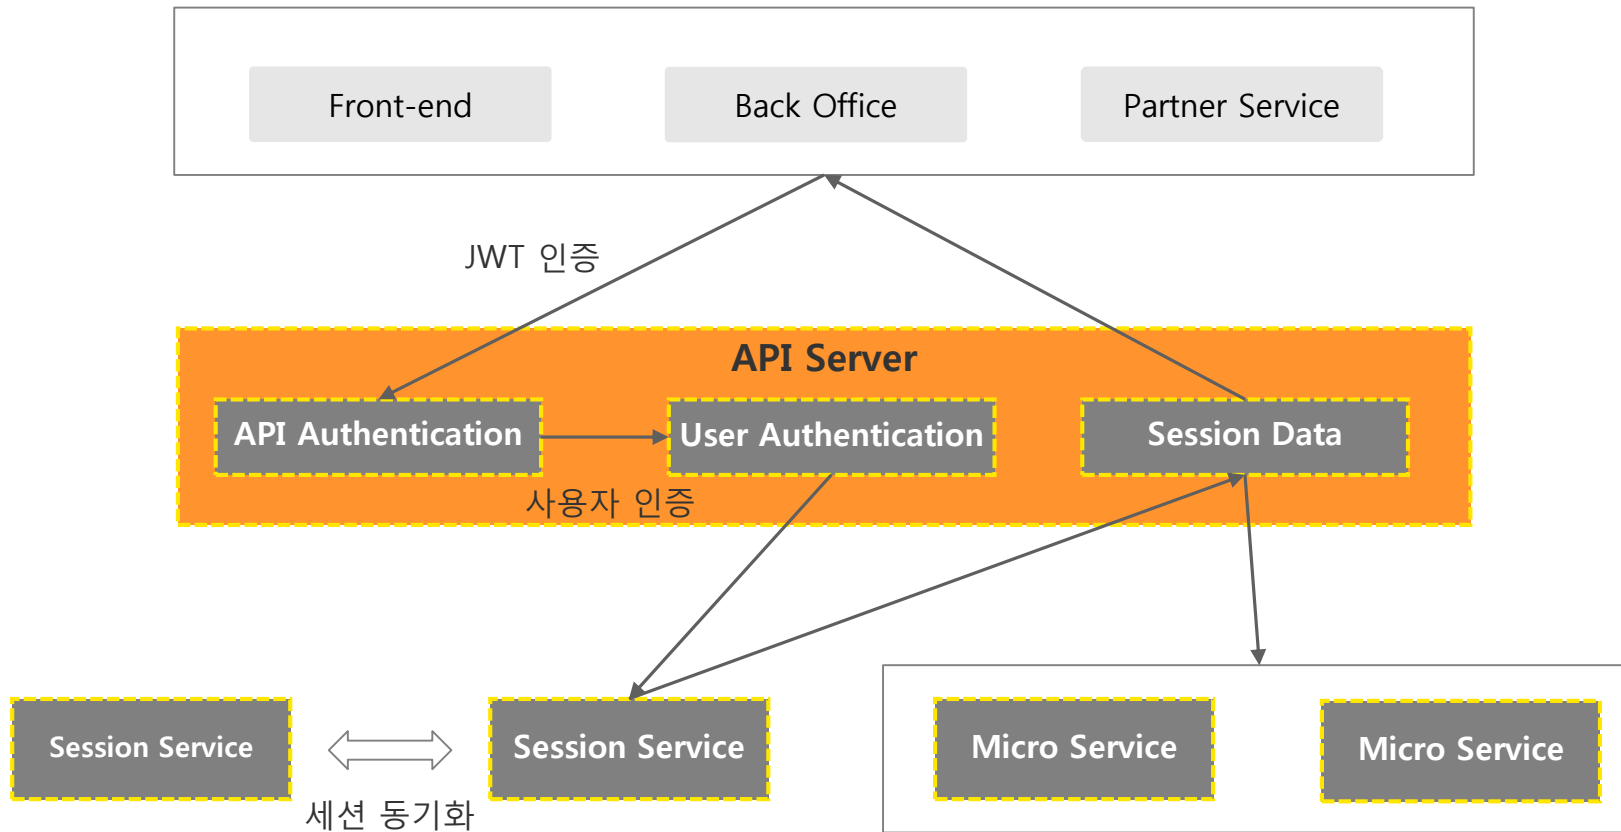 Front-end
Back Office
Partner Service
JWT 인증
API Server
API Authentication
User Authentication
Session Data
사용자 인증
Session Service
Session Service
Micro Service
Micro Service
세션 동기화